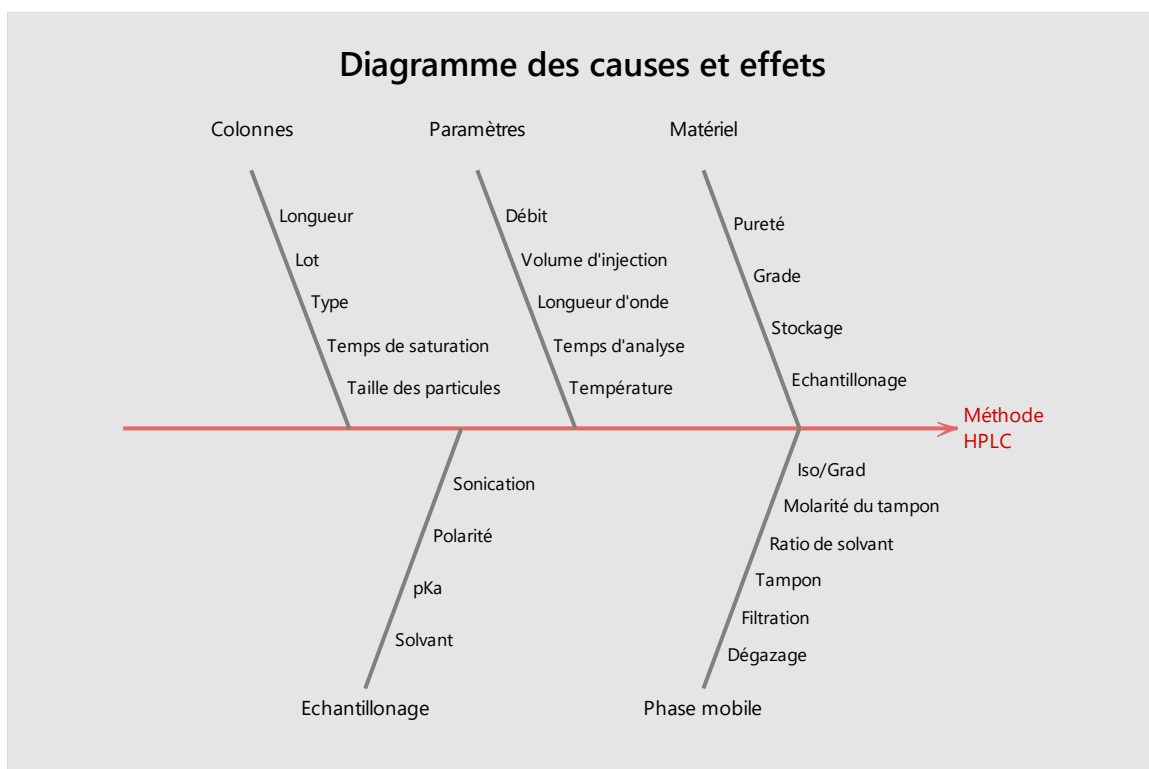 Diagramme des causes et effets
Colonnes
Paramètres
Matériel
Longueur
Lot
Type
Temps de saturation
Taille des particules
Débit
Volume d'injection
Longueur d'onde
Temps d'analyse
Température
Pureté
Grade
Stockage
Echantillonage
Méthode
HPLC
Sonication
Polarité
pKa
Solvant
Echantillonage
Iso/Grad
Molarité du tampon
Ratio de solvant
Tampon
Filtration
Dégazage
Phase mobile